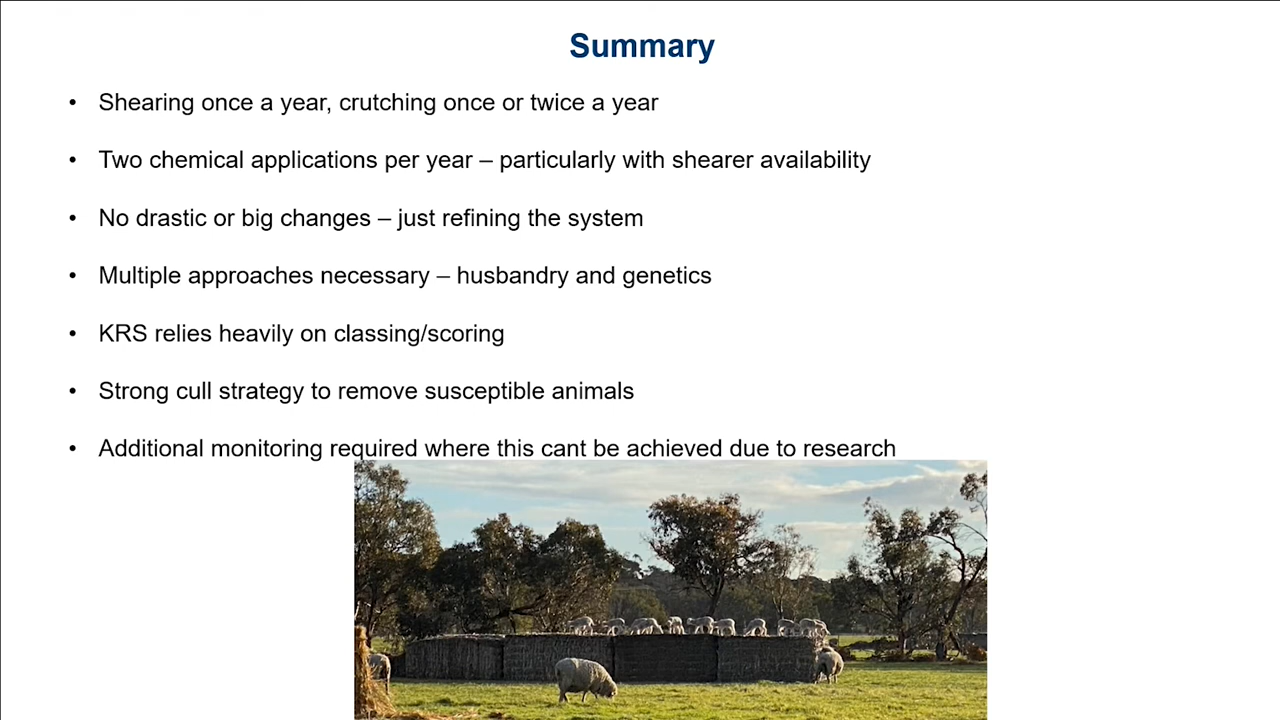 Summary
• Shearing once a year, crutching once or twice a year
• Two chemical applications per year – particularly with shearer availability
• No drastic or big changes – just refining the system
• Multiple approaches necessary – husbandry and genetics
• KRS relies heavily on classing/scoring
• Strong cull strategy to remove susceptible animals
• Additional monitoring required where this cant be achieved due to research